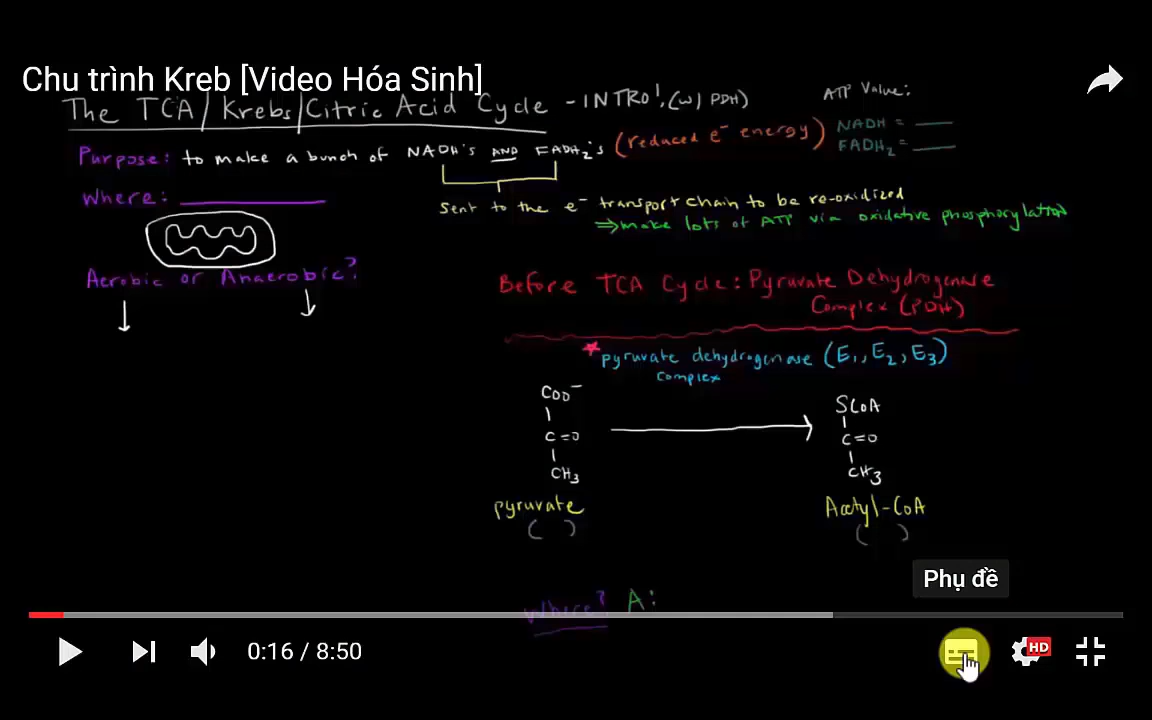 Chu trình Kreb [Video Hóa Sinh]
The TCA/Krebs/Citric Acid Cycle - INTRO!, (w/ PDH)
ATP Value:
NADH = ____
FADH₂ = ____
Purpose: to make a bunch of NADH's AND FADH₂'s (reduced e⁻ energy)
Where: ____________
Sent to the e⁻ transport chain to be re-oxidized
⇒ make lots of ATP via oxidative phosphorylation
Aerobic or Anaerobic?
Before TCA Cycle: Pyruvate Dehydrogenase
Complex (PDH)
* pyruvate dehydrogenase (E₁, E₂, E₃)
complex
COO⁻
C=O
CH₃
pyruvate
( )
SCoA
C=O
CH₃
Acetyl-CoA
( )
Phụ đề
Where? A:
0:16 / 8:50
HD